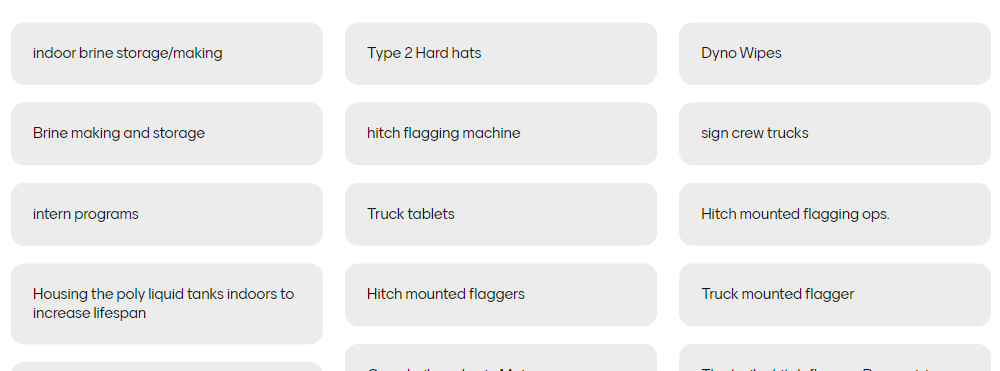 indoor brine storage/making
Type 2 Hard hats
Dyno Wipes
Brine making and storage
hitch flagging machine
sign crew trucks
intern programs
Truck tablets
Hitch mounted flagging ops.
Housing the poly liquid tanks indoors to
increase lifespan
Hitch mounted flaggers
Truck mounted flagger